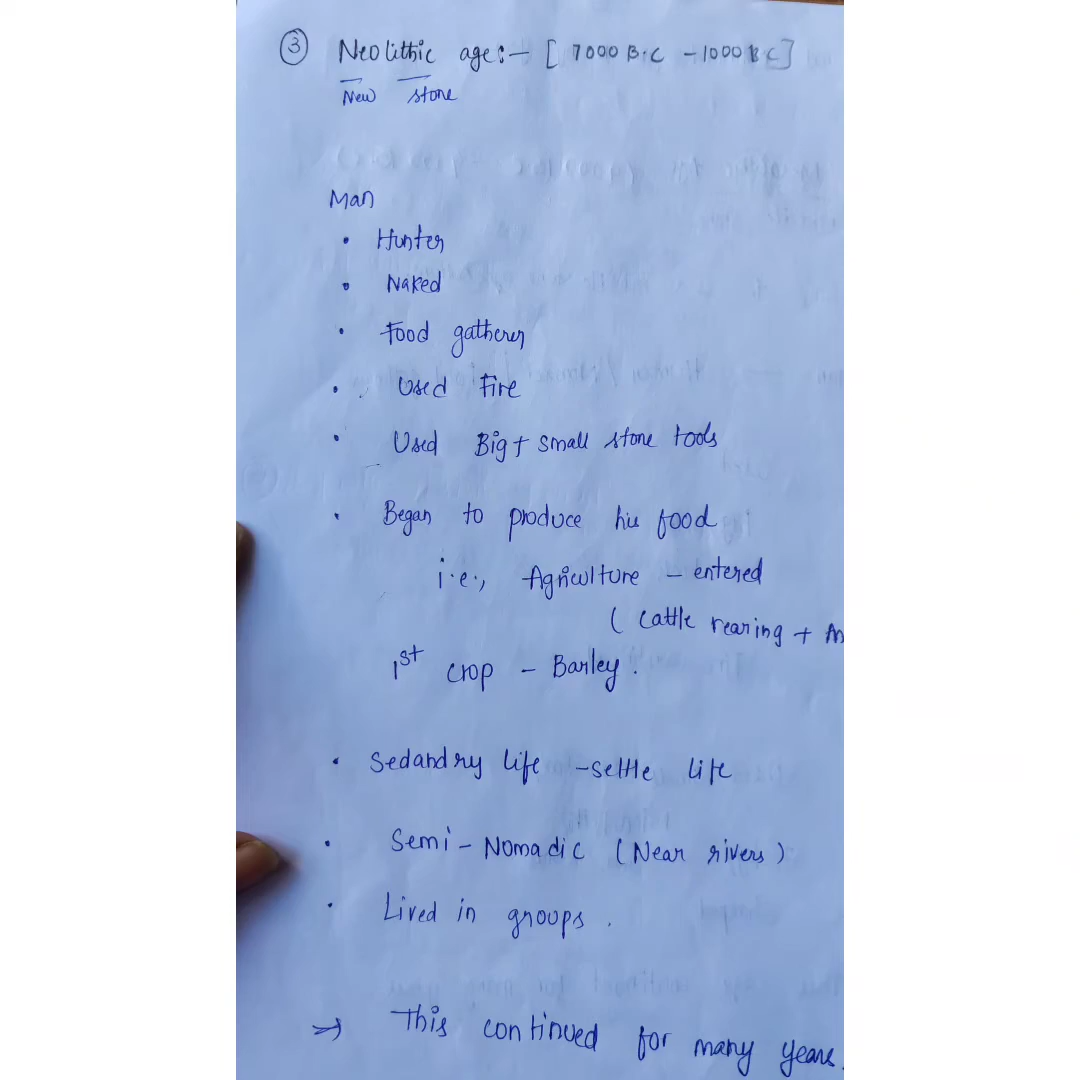 ③ Neolithic age:- [ 7000 B.C - 1000 B C ]
New stone
Man
• Hunter
• Naked
• Food gatherer
• Used Fire
• Used Big + small stone tools
• Began to produce his food
i.e., Agriculture - entered
( cattle rearing +
1st crop - Barley.
• Sedandry life - settle life
• Semi - Nomadic (Near rivers)
• Lived in groups.
→ This continued for many years.